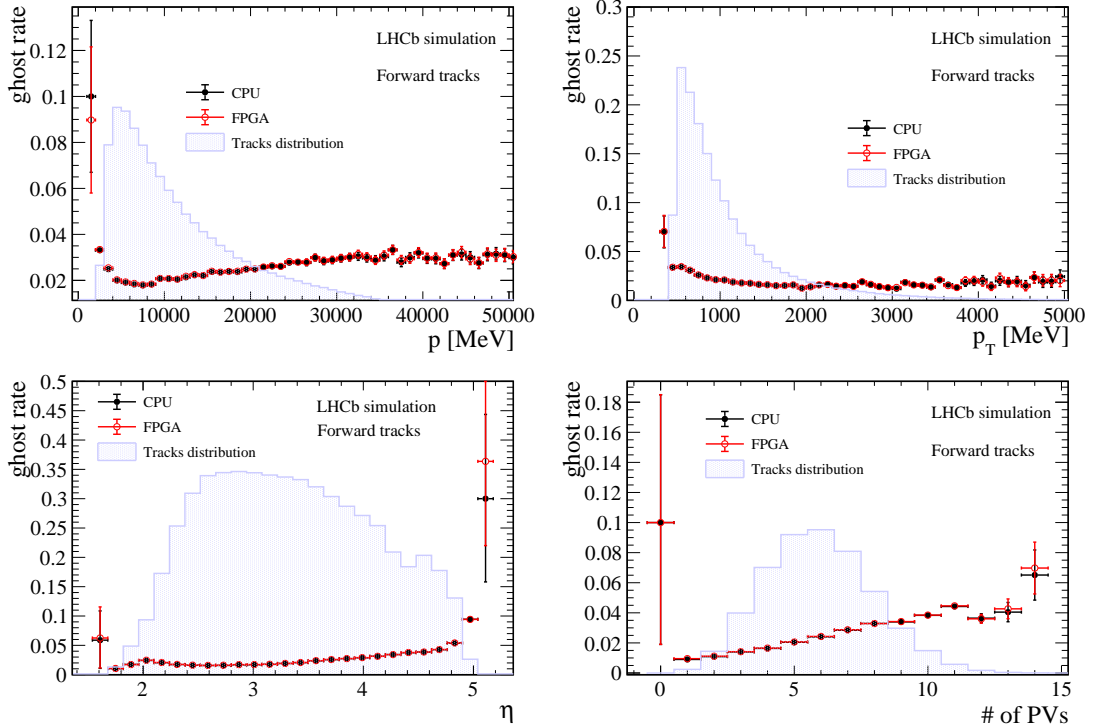 ghost rate
0.12
0.1
0.08
0.06
0.04
0.02
LHCb simulation
Forward tracks
CPU
FPGA
Tracks distribution
0 10000 20000 30000 40000 50000
p [MeV]
ghost rate
0.3
0.25
0.2
0.15
0.1
0.05
0
LHCb simulation
Forward tracks
CPU
FPGA
Tracks distribution
0 1000 2000 3000 4000 5000
p_T [MeV]
ghost rate
0.5
0.45
0.4
0.35
0.3
0.25
0.2
0.15
0.1
0.05
0
CPU
FPGA
Tracks distribution
LHCb simulation
Forward tracks
2 3 4 5
η
ghost rate
0.18
0.16
0.14
0.12
0.1
0.08
0.06
0.04
0.02
0
CPU
FPGA
Tracks distribution
LHCb simulation
Forward tracks
0 5 10 15
# of PVs